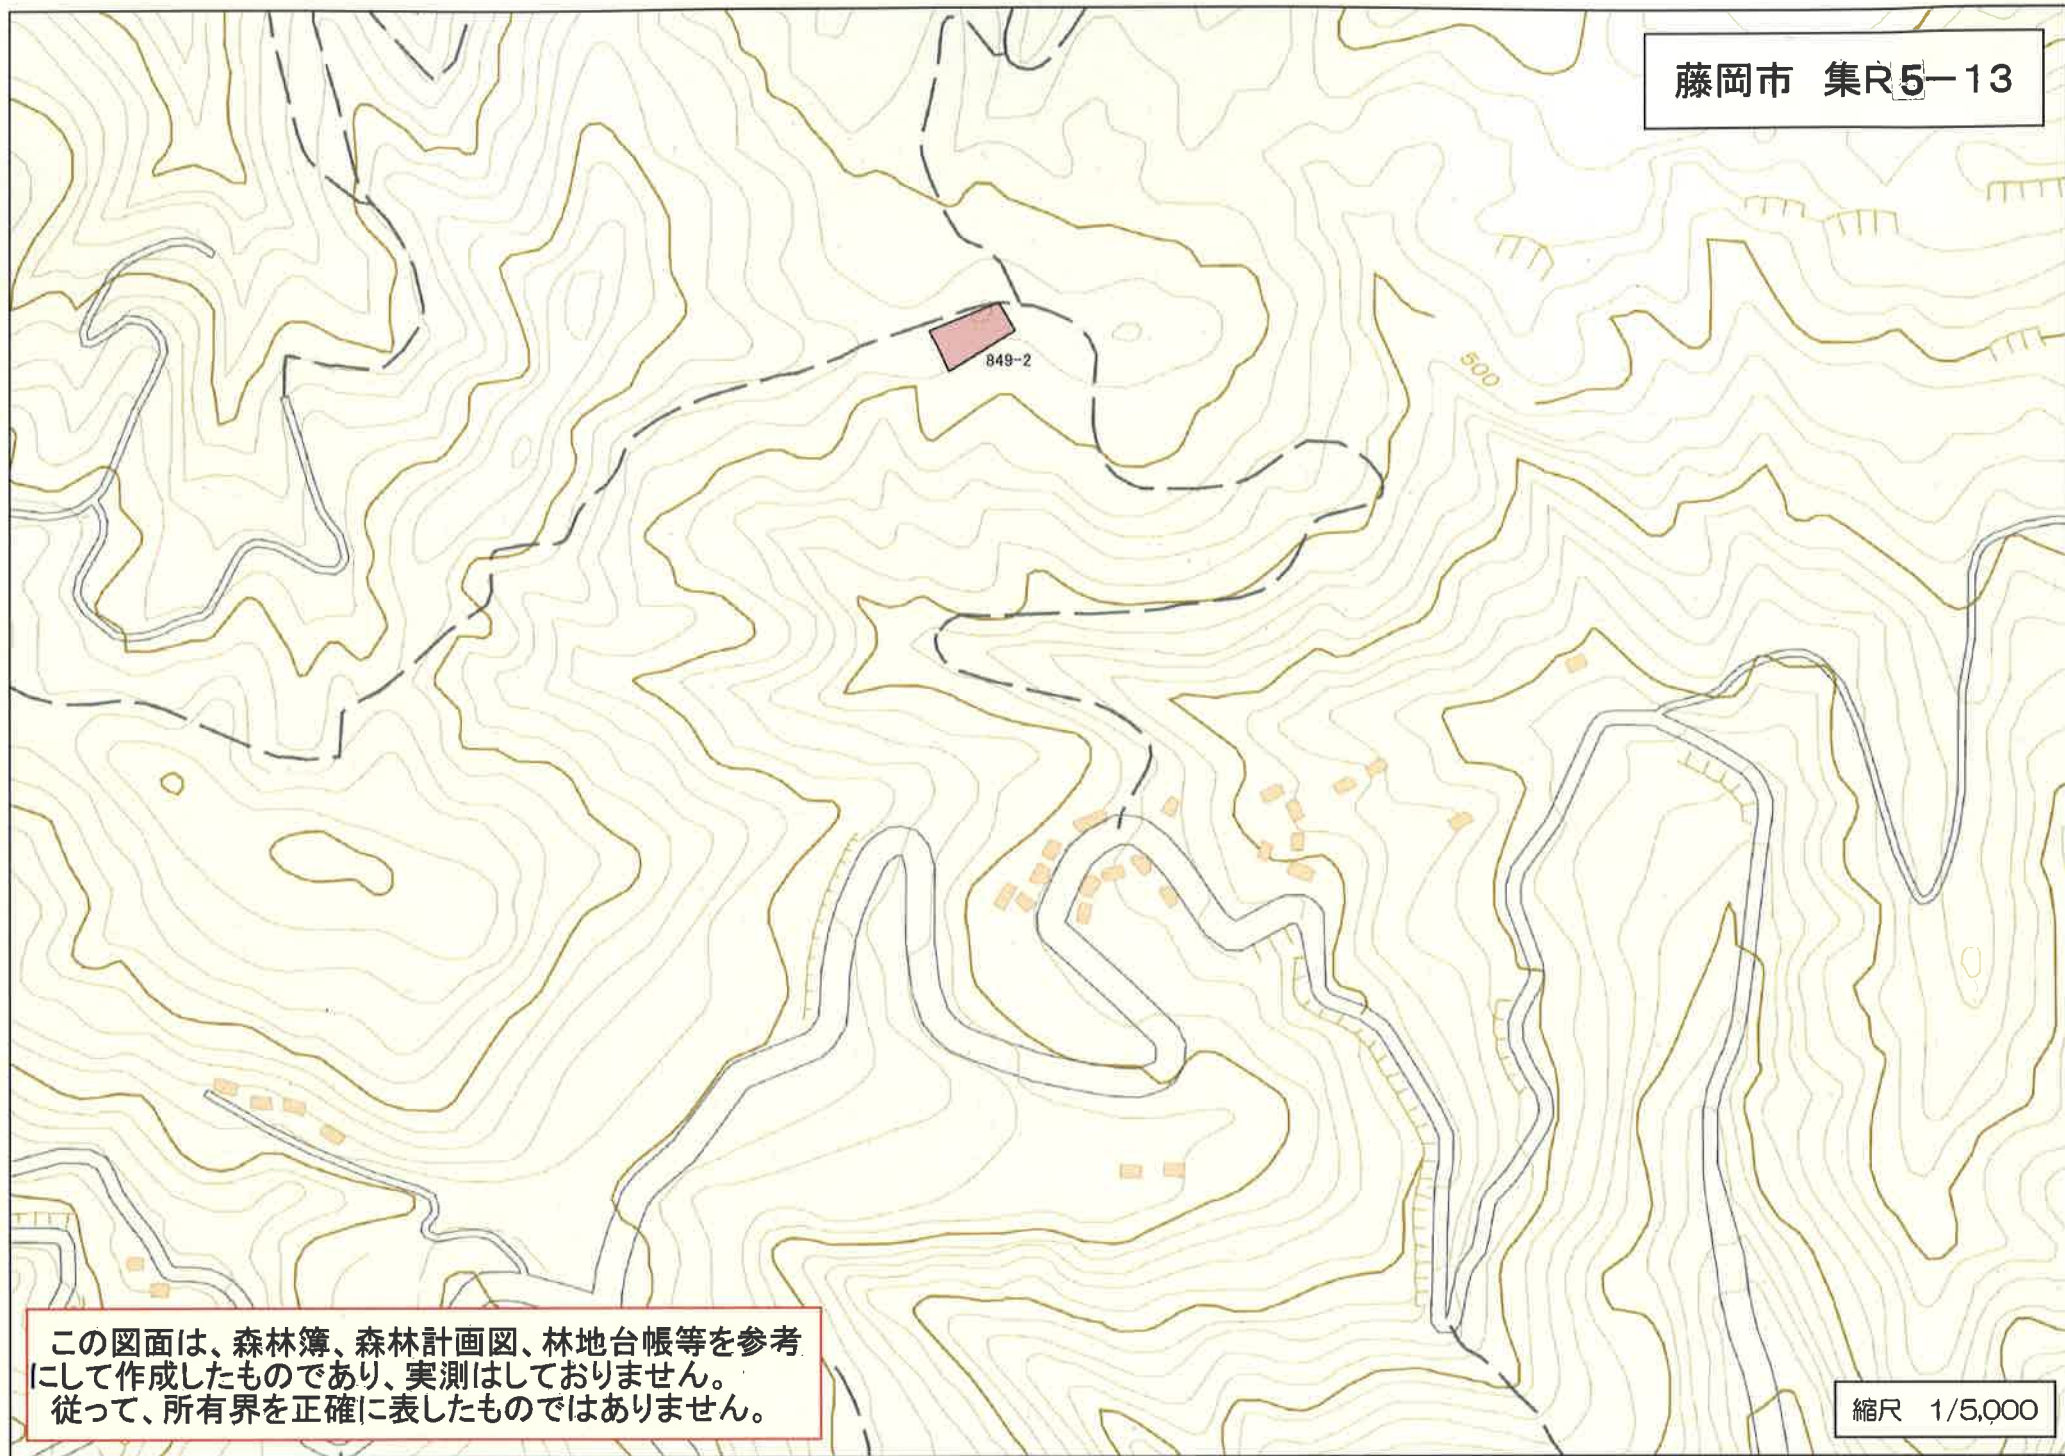 藤岡市 集R5-13
849-2
500
この図面は、森林簿、森林計画図、林地台帳等を参考
にして作成したものであり、実測はしておりません。
従って、所有界を正確に表したものではありません。
縮尺 1/5,000